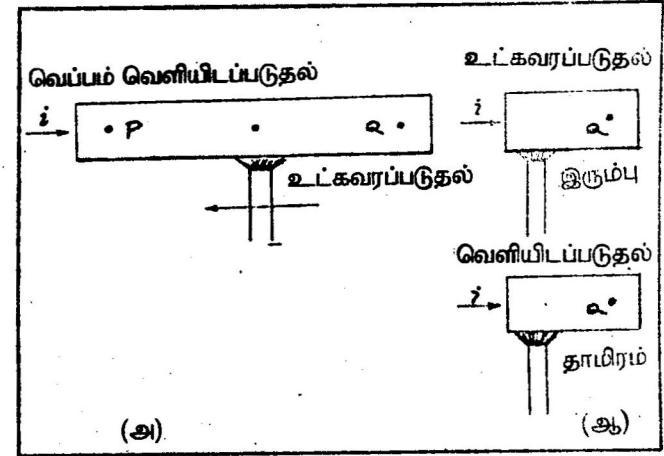 வெப்பம் வெளியிடப்படுதல்
i
P
Q
உட்கவரப்படுதல்
(அ)
உட்கவரப்படுதல்
i
Q
இரும்பு
வெளியிடப்படுதல்
i
Q
தாமிரம்
(ஆ)